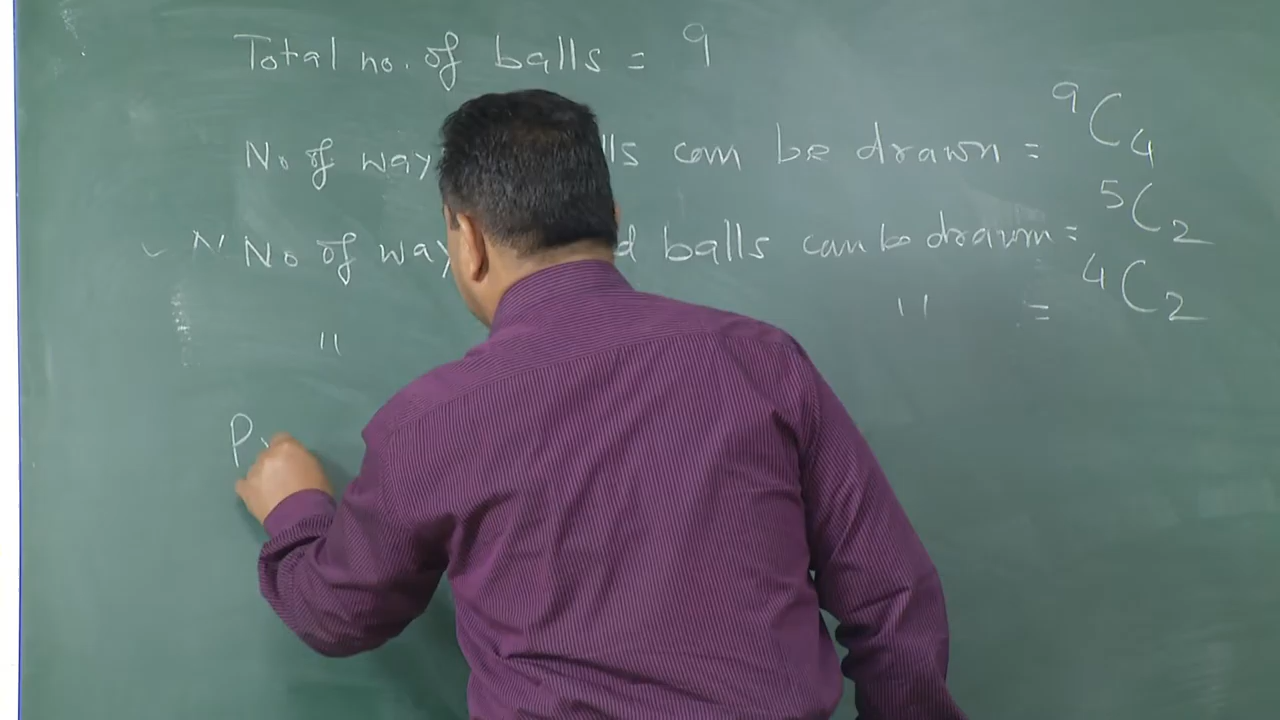 Total no. of balls = 9
No of way lls can be drawn = ⁹C₄
No of way d balls can be drawn = ⁵C₂
" " = ⁴C₂
P